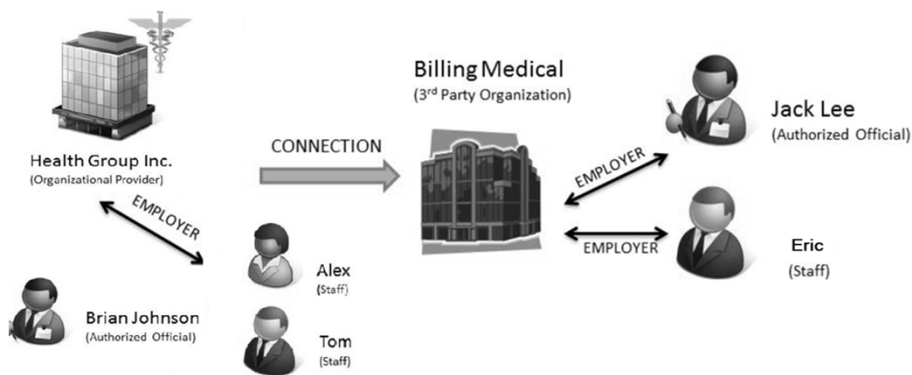 Health Group Inc.
(Organizational Provider)
EMPLOYER
Brian Johnson
(Authorized Official)
Alex
(Staff)
Tom
(Staff)
CONNECTION
Billing Medical
(3rd Party Organization)
EMPLOYER
Jack Lee
(Authorized Official)
EMPLOYER
Eric
(Staff)